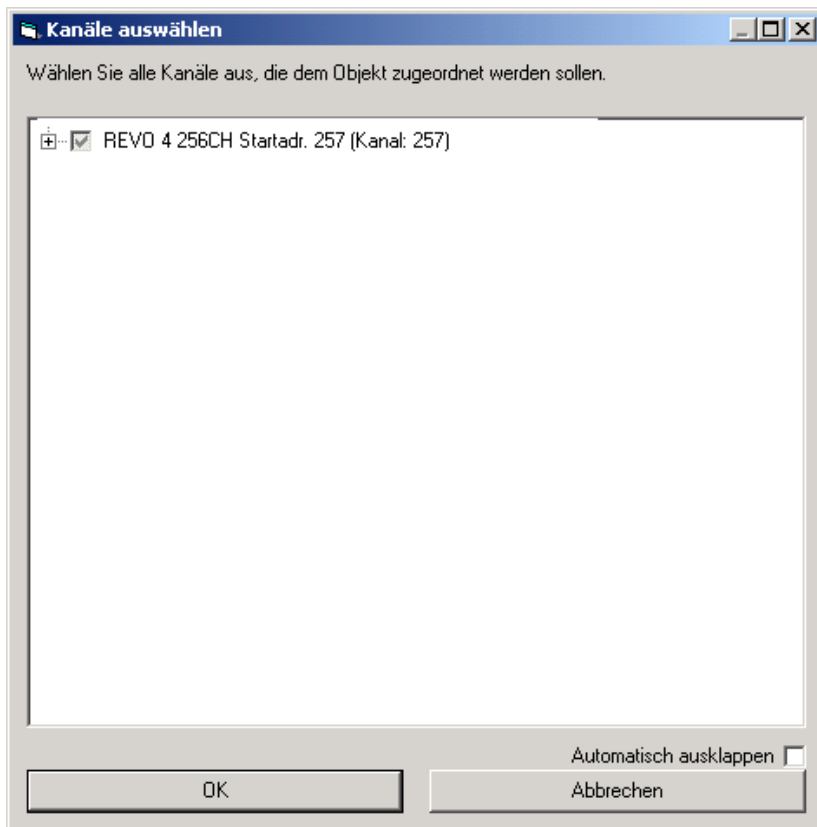 Kanäle auswählen
Wählen Sie alle Kanäle aus, die dem Objekt zugeordnet werden sollen.
REVO 4 256CH Startadr. 257 (Kanal: 257)
Automatisch ausklappen
OK
Abbrechen